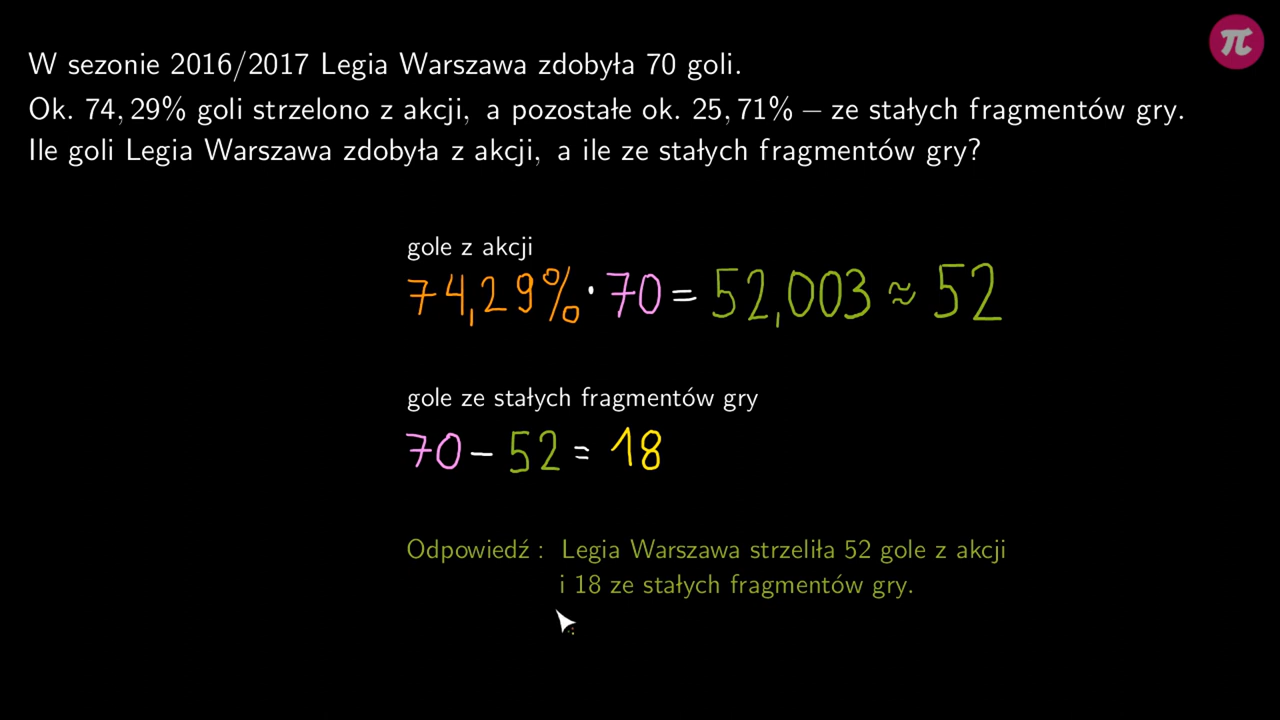 π
W sezonie 2016/2017 Legia Warszawa zdobyła 70 goli.
Ok. 74,29% goli strzelono z akcji, a pozostałe ok. 25,71% – ze stałych fragmentów gry.
Ile goli Legia Warszawa zdobyła z akcji, a ile ze stałych fragmentów gry?
gole z akcji
74,29% · 70 = 52,003 ≈ 52
gole ze stałych fragmentów gry
70 – 52 = 18
Odpowiedź : Legia Warszawa strzeliła 52 gole z akcji
i 18 ze stałych fragmentów gry.